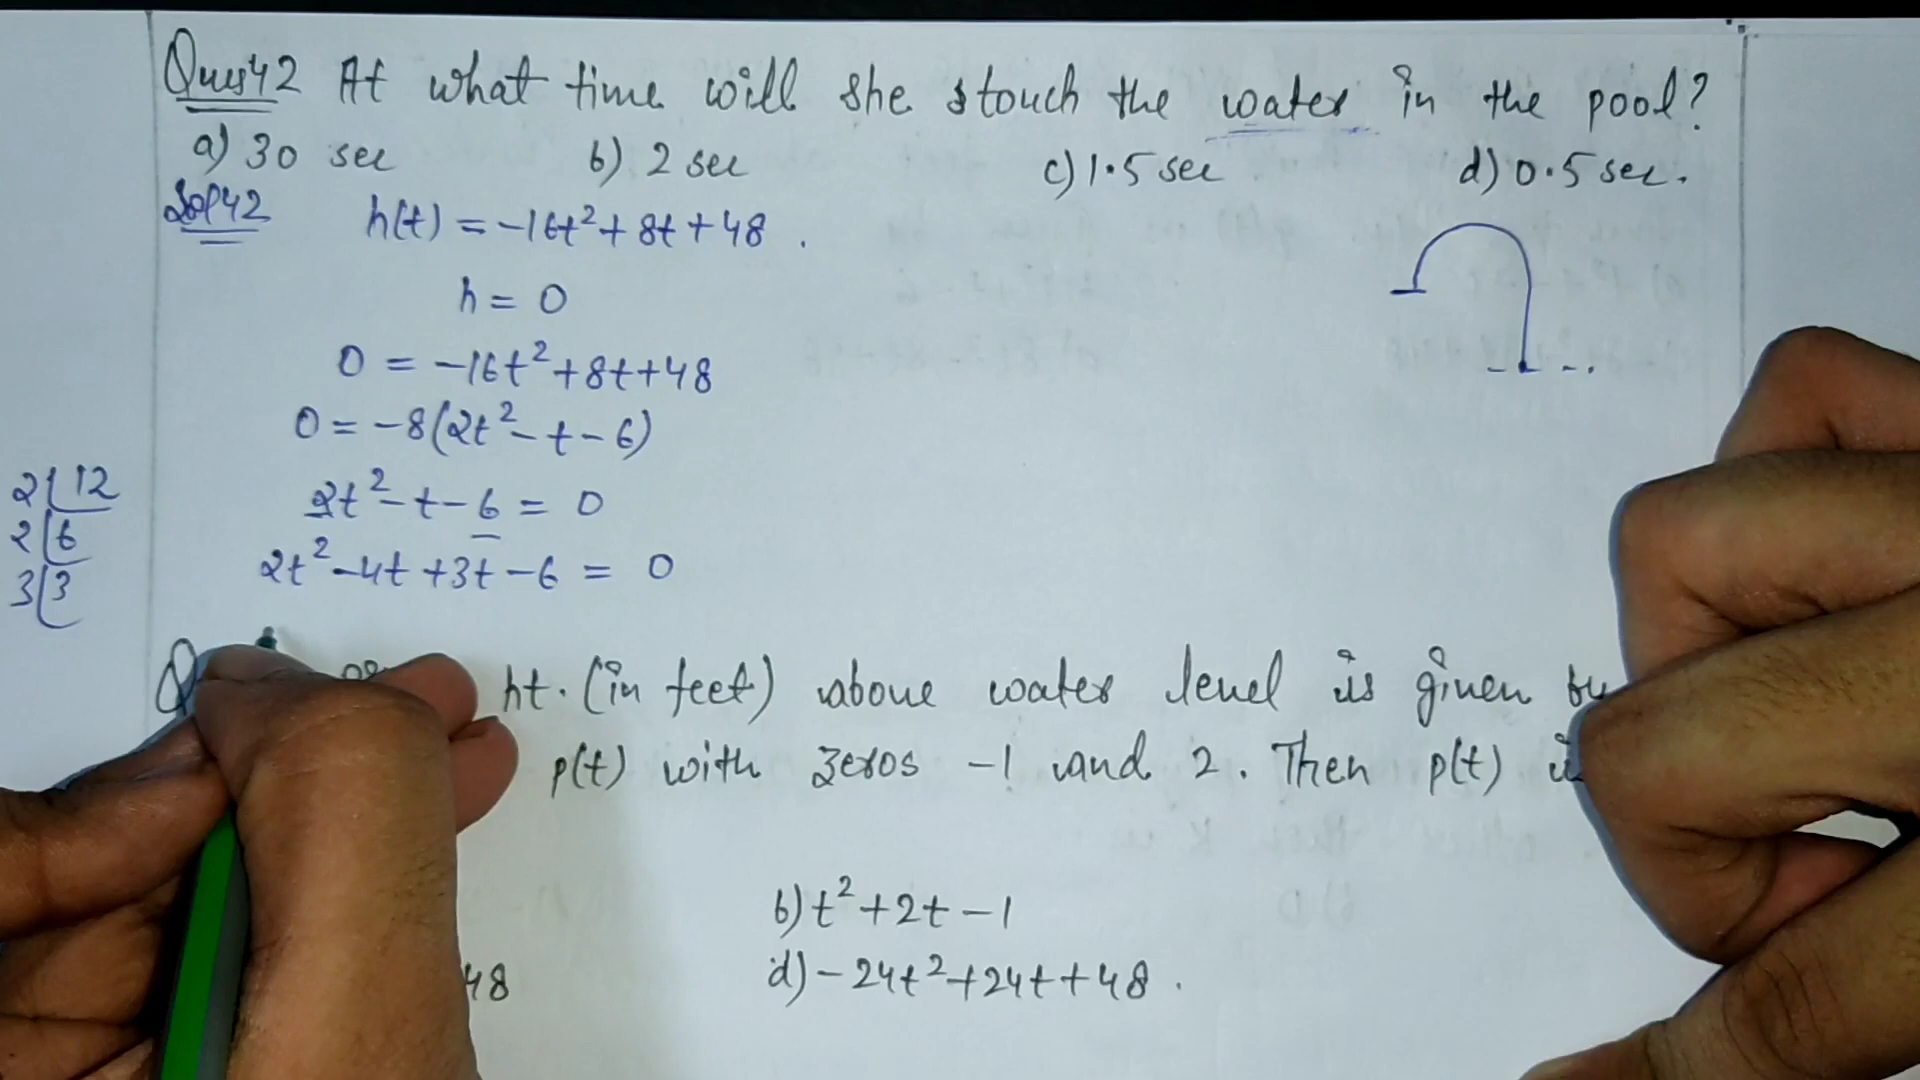 Ques42 At what time will she touch the water in the pool?
a) 30 sec b) 2 sec c) 1.5 sec d) 0.5 sec.
Sol42 h(t) = -16t²+ 8t + 48 .
h = 0
0 = -16t²+8t+48
0 = -8(2t²-t-6)
2t²-t-6 = 0
2t²-4t+3t-6 = 0
2 12
2 6
3 3
ht. (in feet) above water level is given by
p(t) with zeros -1 and 2. Then p(t)
b) t²+2t-1
48 d) -24t²+24t+48 .